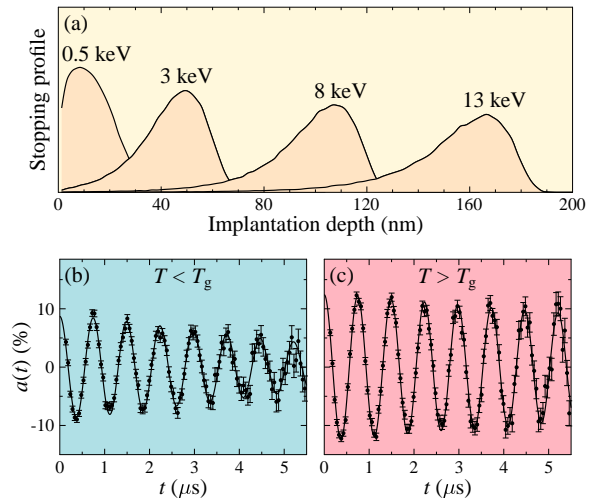 (a)
0.5 keV
3 keV
8 keV
13 keV
Stopping profile
0 40 80 120 160 200
Implantation depth (nm)
(b) T < Tg
(c) T > Tg
10
0
-10
a(t) (%)
0 1 2 3 4 5
0 1 2 3 4 5
t (μs)
t (μs)